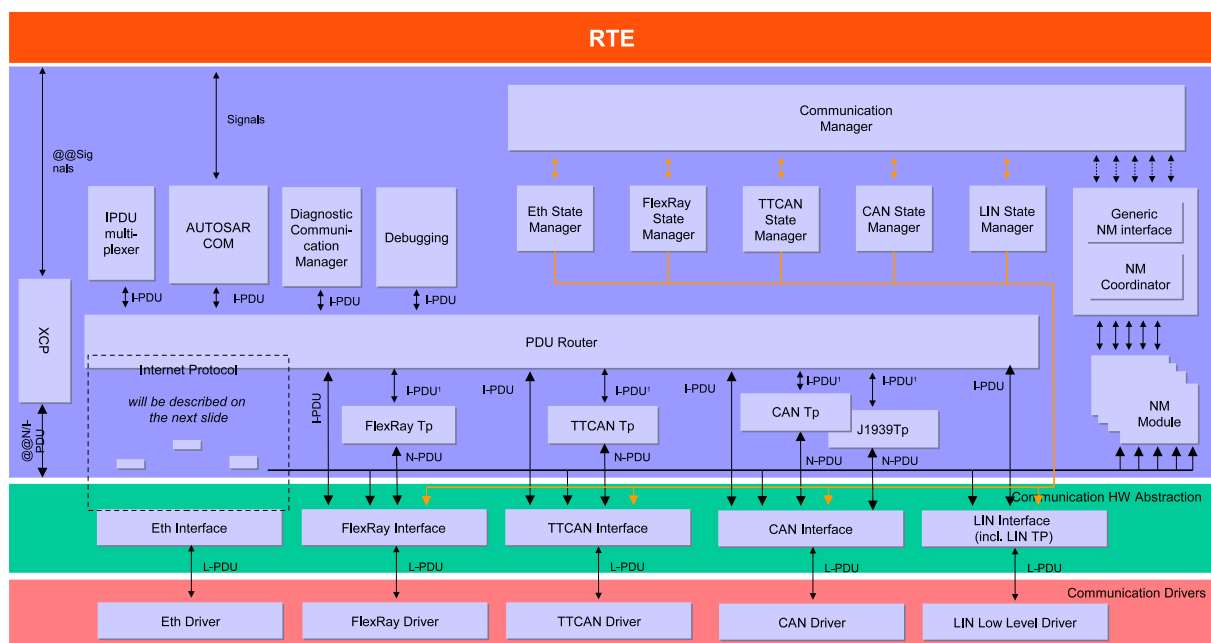 RTE
Communication
Manager
Signals
@@Sig
nals
IPDU
multi-
plexer
AUTOSAR
COM
Diagnostic
Communi-
cation
Manager
Debugging
Eth State
Manager
FlexRay
State
Manager
TTCAN
State
Manager
CAN State
Manager
LIN State
Manager
Generic
NM interface
NM
Coordinator
I-PDU
I-PDU
I-PDU
I-PDU
XCP
PDU Router
Internet Protocol
will be described on
the next slide
I-PDU
I-PDU¹
I-PDU
I-PDU¹
I-PDU
I-PDU¹
I-PDU¹
I-PDU
FlexRay Tp
TTCAN Tp
CAN Tp
J1939Tp
NM
Module
@@N/I-
PDU
N-PDU
N-PDU
N-PDU
N-PDU
Communication HW Abstraction
Eth Interface
FlexRay Interface
TTCAN Interface
CAN Interface
LIN Interface
(incl. LIN TP)
L-PDU
L-PDU
L-PDU
L-PDU
L-PDU
Communication Drivers
Eth Driver
FlexRay Driver
TTCAN Driver
CAN Driver
LIN Low Level Driver